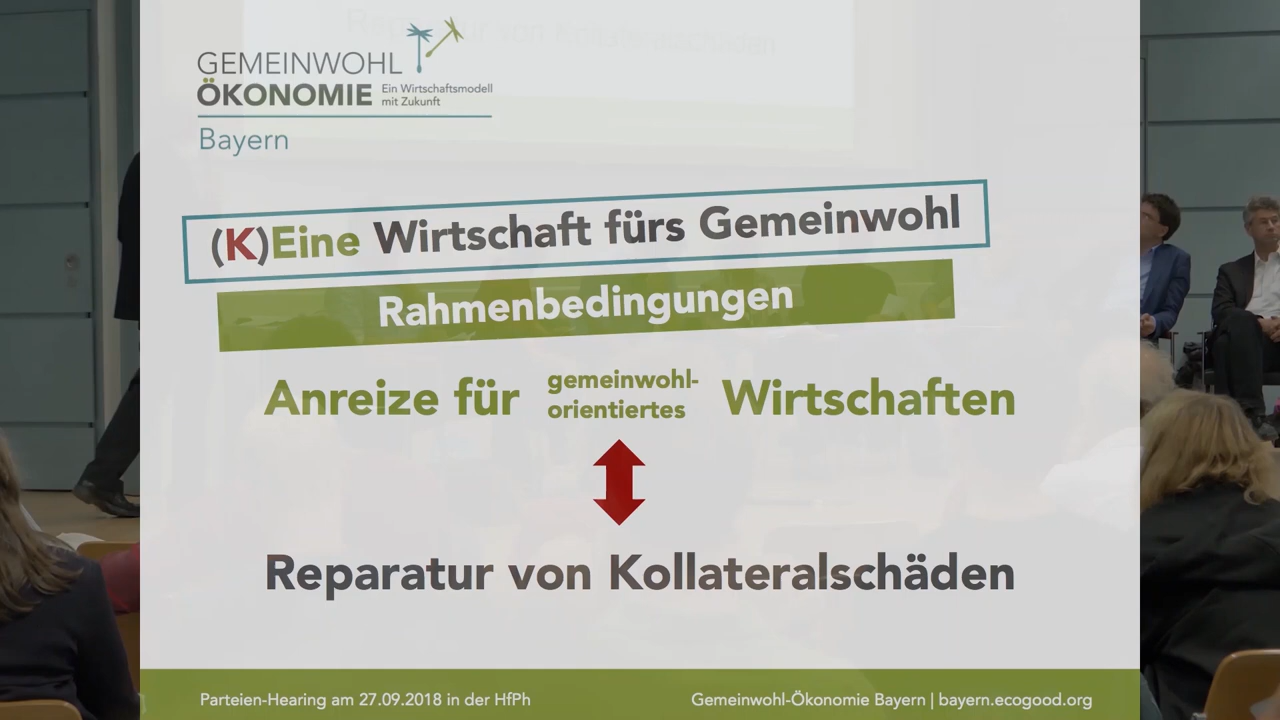 GEMEINWOHL
ÖKONOMIE Ein Wirtschaftsmodell
mit Zukunft
Bayern
(K)Eine Wirtschaft fürs Gemeinwohl
Rahmenbedingungen
Anreize für gemeinwohl-
orientiertes Wirtschaften
Reparatur von Kollateralschäden
Parteien-Hearing am 27.09.2018 in der HfPh
Gemeinwohl-Ökonomie Bayern | bayern.ecogood.org